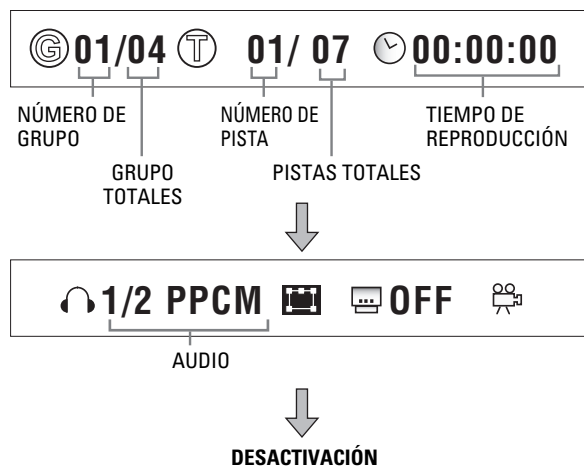 G 01/04 T 01/ 07 00:00:00
NÚMERO DE GRUPO
NÚMERO DE PISTA
TIEMPO DE REPRODUCCIÓN
GRUPO TOTALES
PISTAS TOTALES
1/2 PPCM OFF
AUDIO
DESACTIVACIÓN